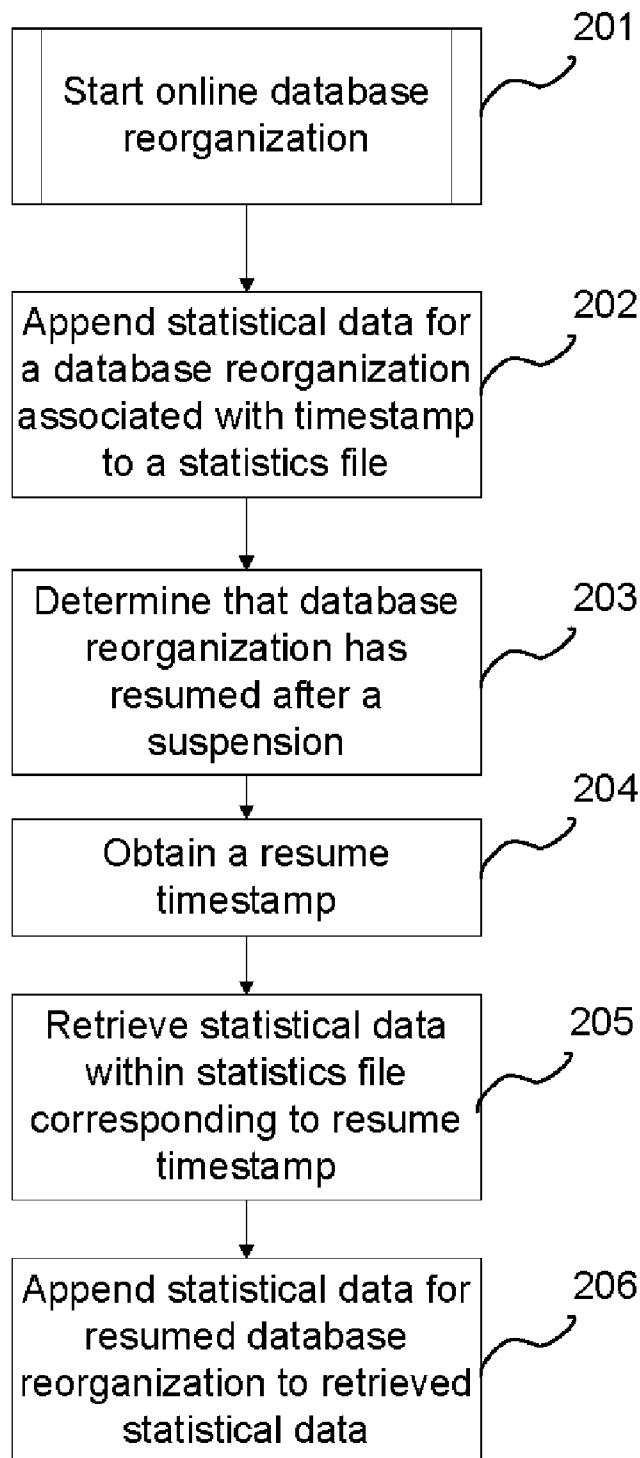 201
Start online database
reorganization
202
Append statistical data for
a database reorganization
associated with timestamp
to a statistics file
203
Determine that database
reorganization has
resumed after a
suspension
204
Obtain a resume
timestamp
205
Retrieve statistical data
within statistics file
corresponding to resume
timestamp
206
Append statistical data for
resumed database
reorganization to retrieved
statistical data